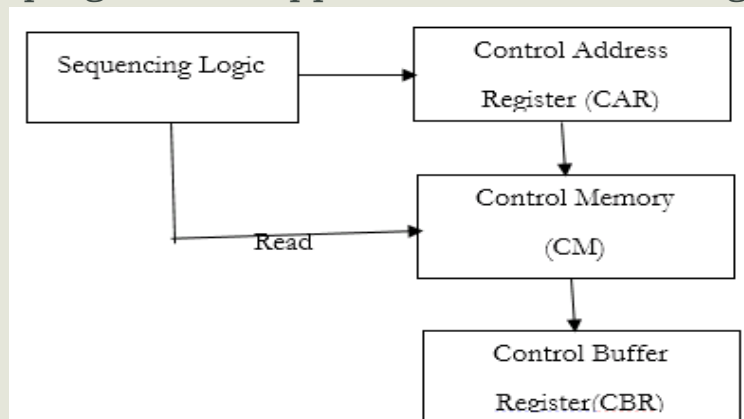 Sequencing Logic
Control Address
Register (CAR)
Control Memory
(CM)
Read
Control Buffer
Register(CBR)